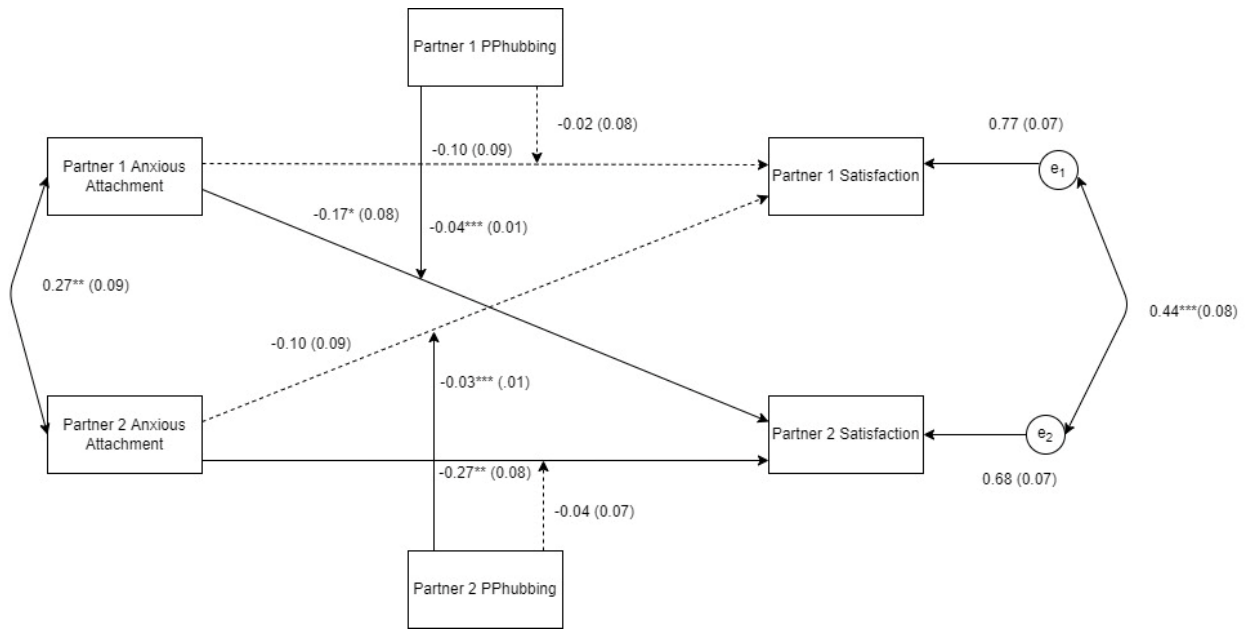 Partner 1 PPhubbing
-0.02 (0.08)
0.77 (0.07)
Partner 1 Anxious
Attachment
-0.10 (0.09)
Partner 1 Satisfaction
e1
-0.17* (0.08)
-0.04*** (0.01)
0.27** (0.09)
0.44***(0.08)
-0.10 (0.09)
-0.03*** (.01)
Partner 2 Anxious
Attachment
Partner 2 Satisfaction
e2
-0.27** (0.08)
0.68 (0.07)
-0.04 (0.07)
Partner 2 PPhubbing